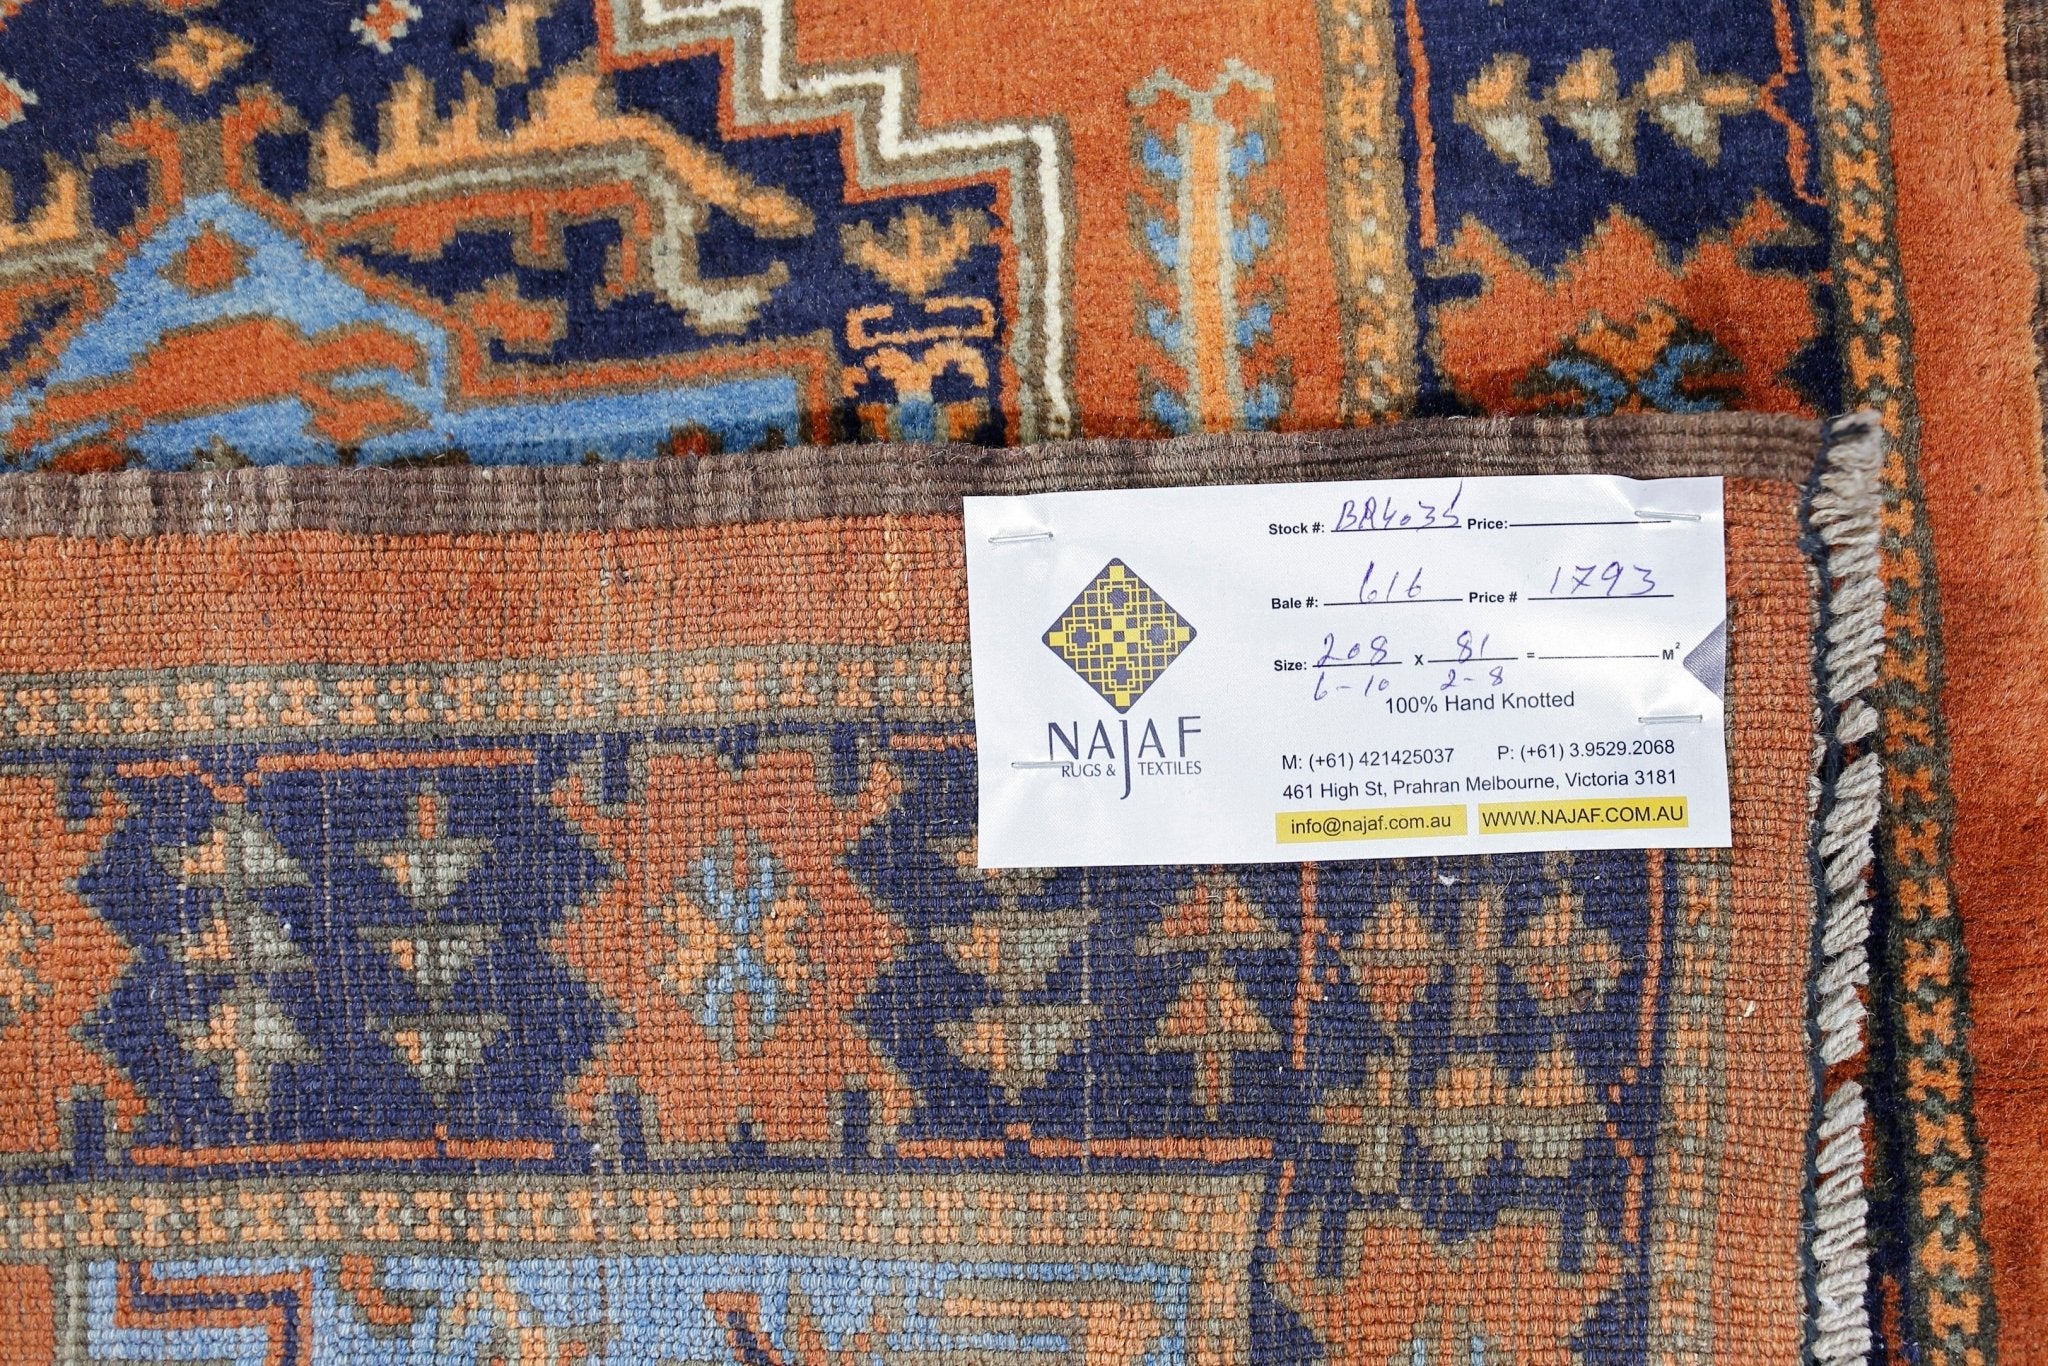 Stock #: BA4035 Price:
Bale #: 616 Price # 1793
Size: 208 X 81 = M²
6-10 2-8
100% Hand Knotted
NAJAF
RUGS & TEXTILES
M: (+61) 421425037 P: (+61) 3.9529.2068
461 High St, Prahran Melbourne, Victoria 3181
info@najaf.com.au WWW.NAJAF.COM.AU